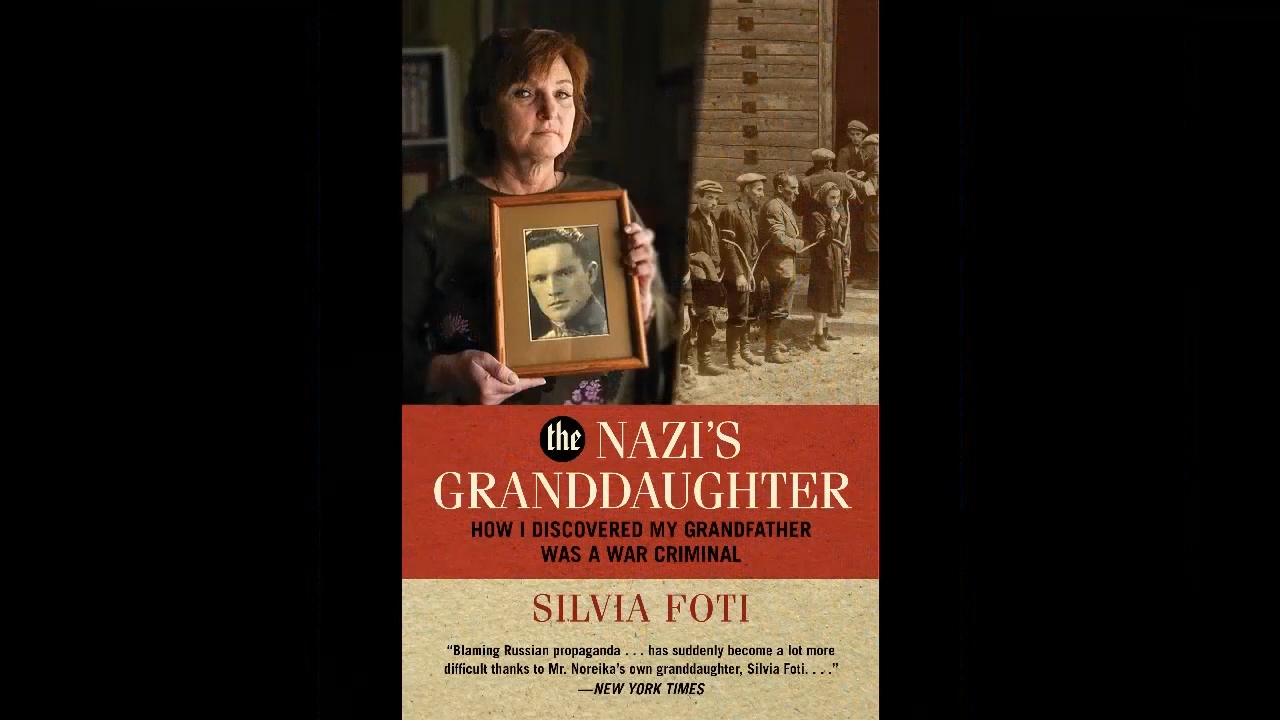 the NAZI'S
GRANDDAUGHTER
HOW I DISCOVERED MY GRANDFATHER
WAS A WAR CRIMINAL
SILVIA FOTI
“Blaming Russian propaganda . . . has suddenly become a lot more
difficult thanks to Mr. Noreika’s own granddaughter, Silvia Foti. . . .”
—NEW YORK TIMES